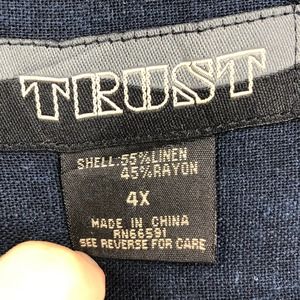 TRUST
SHELL: 55%LINEN
45%RAYON
4X
MADE IN CHINA
RN66591
SEE REVERSE FOR CARE